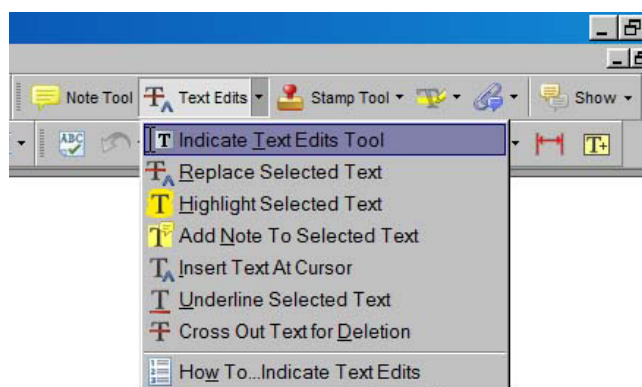 Note Tool Text Edits Stamp Tool Show
ABC T+
Indicate Text Edits Tool
Replace Selected Text
Highlight Selected Text
Add Note To Selected Text
Insert Text At Cursor
Underline Selected Text
Cross Out Text for Deletion
How To...Indicate Text Edits